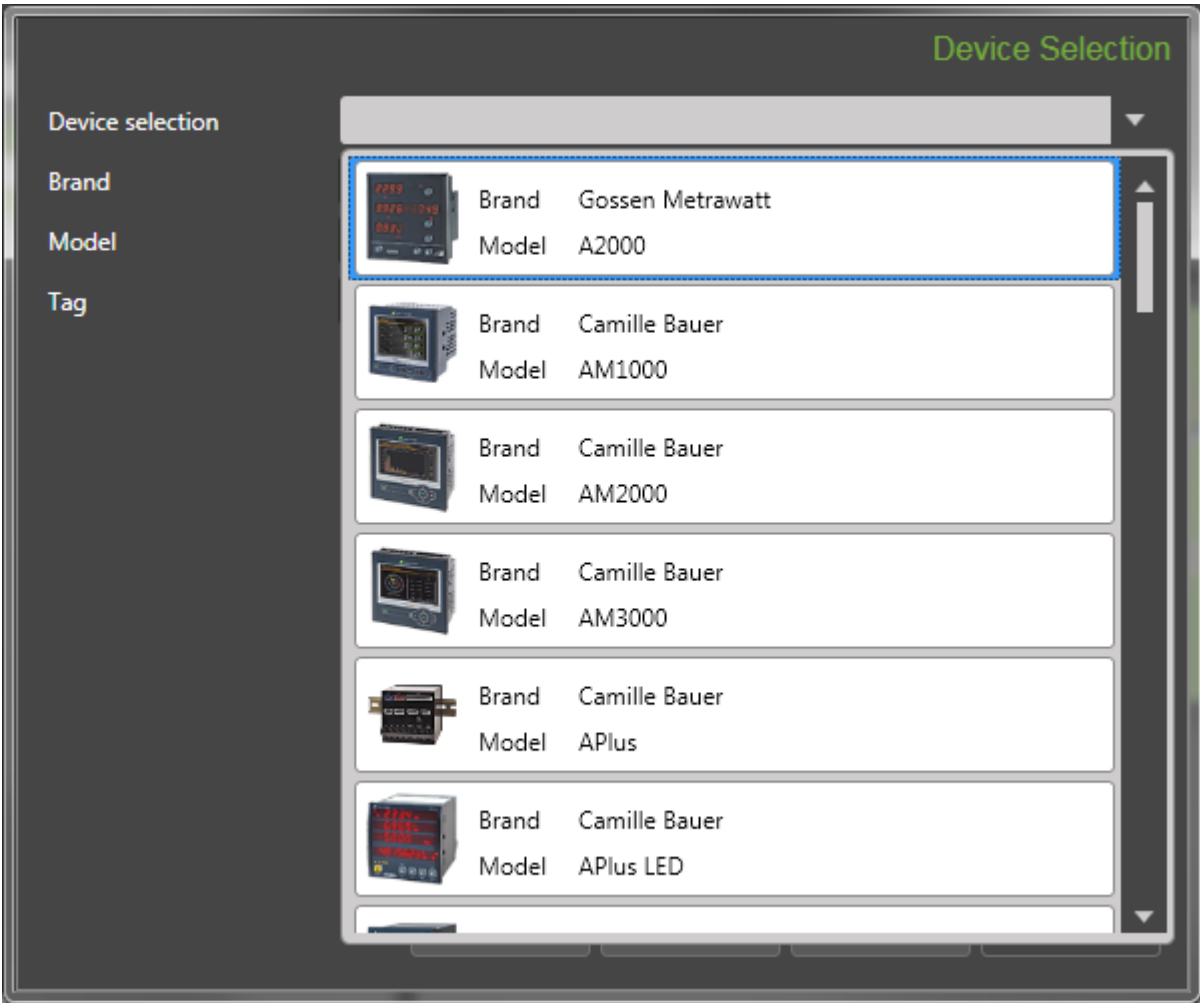 Device Selection
Device selection
Brand
Model
Tag
Brand Gossen Metrawatt
Model A2000
Brand Camille Bauer
Model AM1000
Brand Camille Bauer
Model AM2000
Brand Camille Bauer
Model AM3000
Brand Camille Bauer
Model APlus
Brand Camille Bauer
Model APlus LED